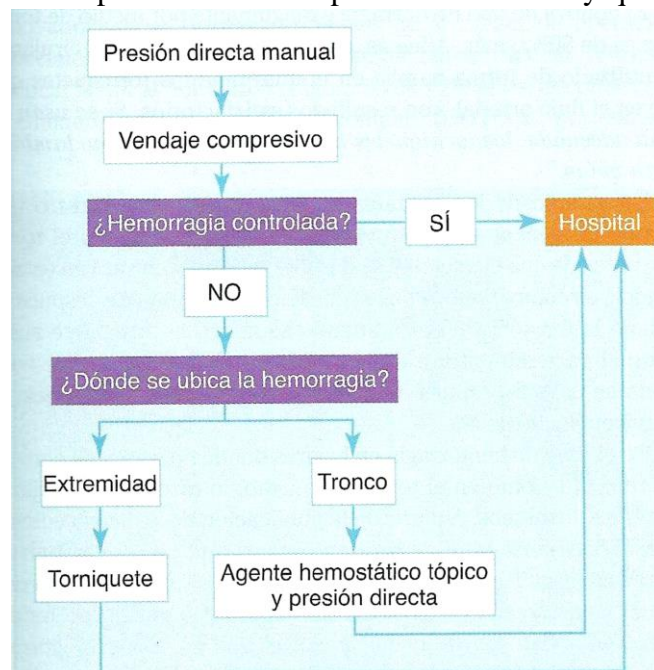 Presión directa manual
Vendaje compresivo
¿Hemorragia controlada?
SÍ
Hospital
NO
¿Dónde se ubica la hemorragia?
Extremidad
Tronco
Torniquete
Agente hemostático tópico
y presión directa